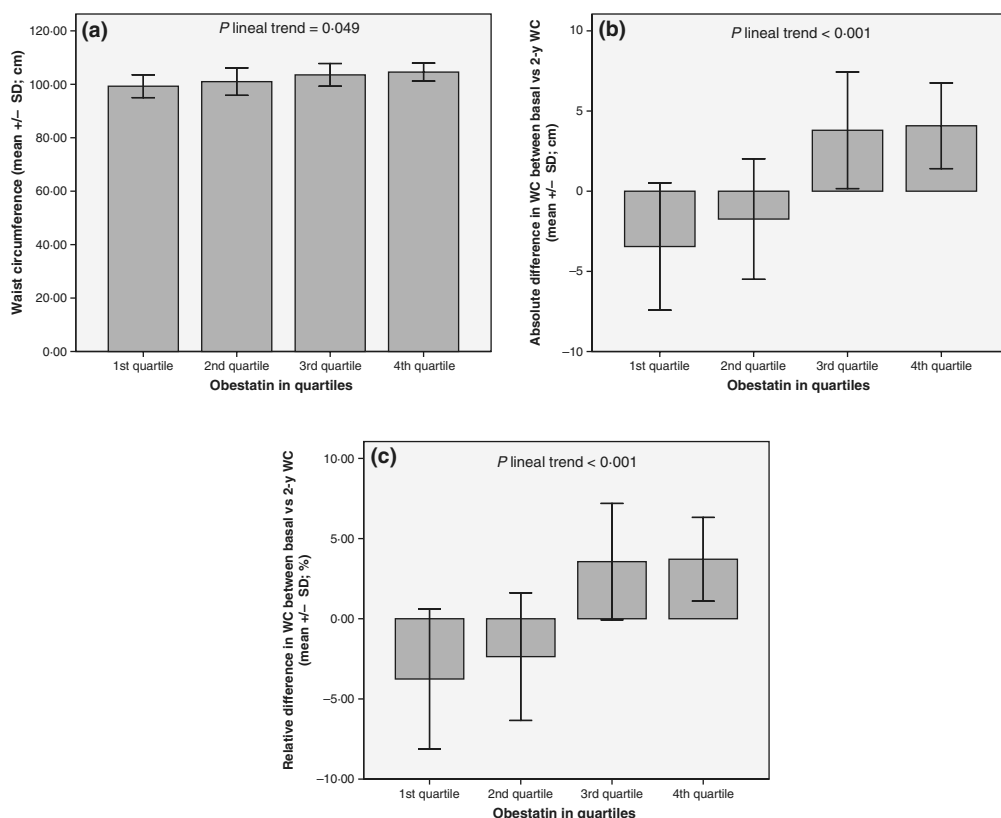 (a)
P lineal trend = 0·049
Waist circumference (mean +/− SD; cm)
120·00
100·00
80·00
60·00
40·00
20·00
0·00
1st quartile 2nd quartile 3rd quartile 4th quartile
Obestatin in quartiles
(b)
P lineal trend < 0·001
Absolute difference in WC between basal vs 2-y WC
(mean +/− SD; cm)
10
5
0
−5
−10
1st quartile 2nd quartile 3rd quartile 4th quartile
Obestatin in quartiles
(c)
P lineal trend < 0·001
Relative difference in WC between basal vs 2-y WC
(mean +/− SD; %)
10·00
5·00
0·00
−5·00
−10·00
1st quartile 2nd quartile 3rd quartile 4th quartile
Obestatin in quartiles